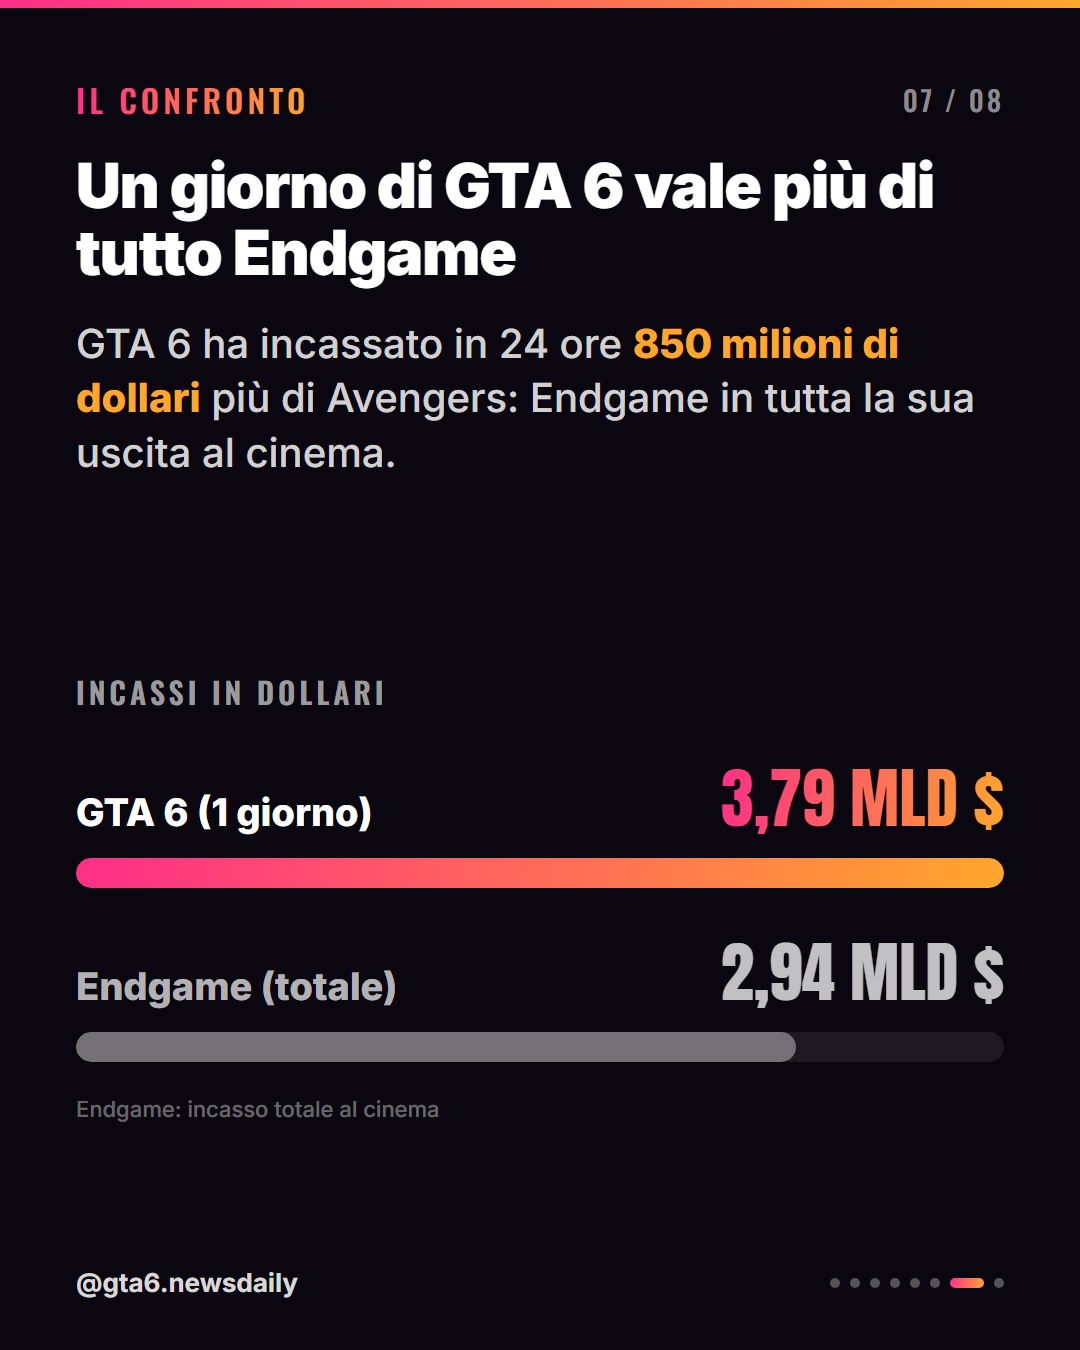 IL CONFRONTO
07 / 08
Un giorno di GTA 6 vale più di
tutto Endgame
GTA 6 ha incassato in 24 ore 850 milioni di
dollari più di Avengers: Endgame in tutta la sua
uscita al cinema.
INCASSI IN DOLLARI
GTA 6 (1 giorno)
3,79 MLD $
Endgame (totale)
2,94 MLD $
Endgame: incasso totale al cinema
@gta6.newsdaily